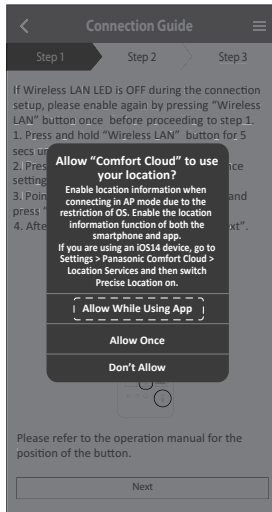 Connection Guide
Step 1
Step 2
Step 3
If Wireless LAN LED is OFF during the connection
setup, please enable again by pressing "Wireless
LAN" button once before proceeding to step 1.
1. Press and hold "Wireless LAN" button for 5
secs
2.
setting
3.
and
press
4.
Allow "Comfort Cloud" to use
your location?
Enable location information when
connecting in AP mode due to the
restriction of OS. Enable the location
information function of both the
smartphone and app.
If you are using an iOS14 device, go to
Settings > Panasonic Comfort Cloud >
Location Services and then switch
Precise Location on.
Allow While Using App
Allow Once
Don't Allow
Please refer to the operation manual for the
position of the button.
Next